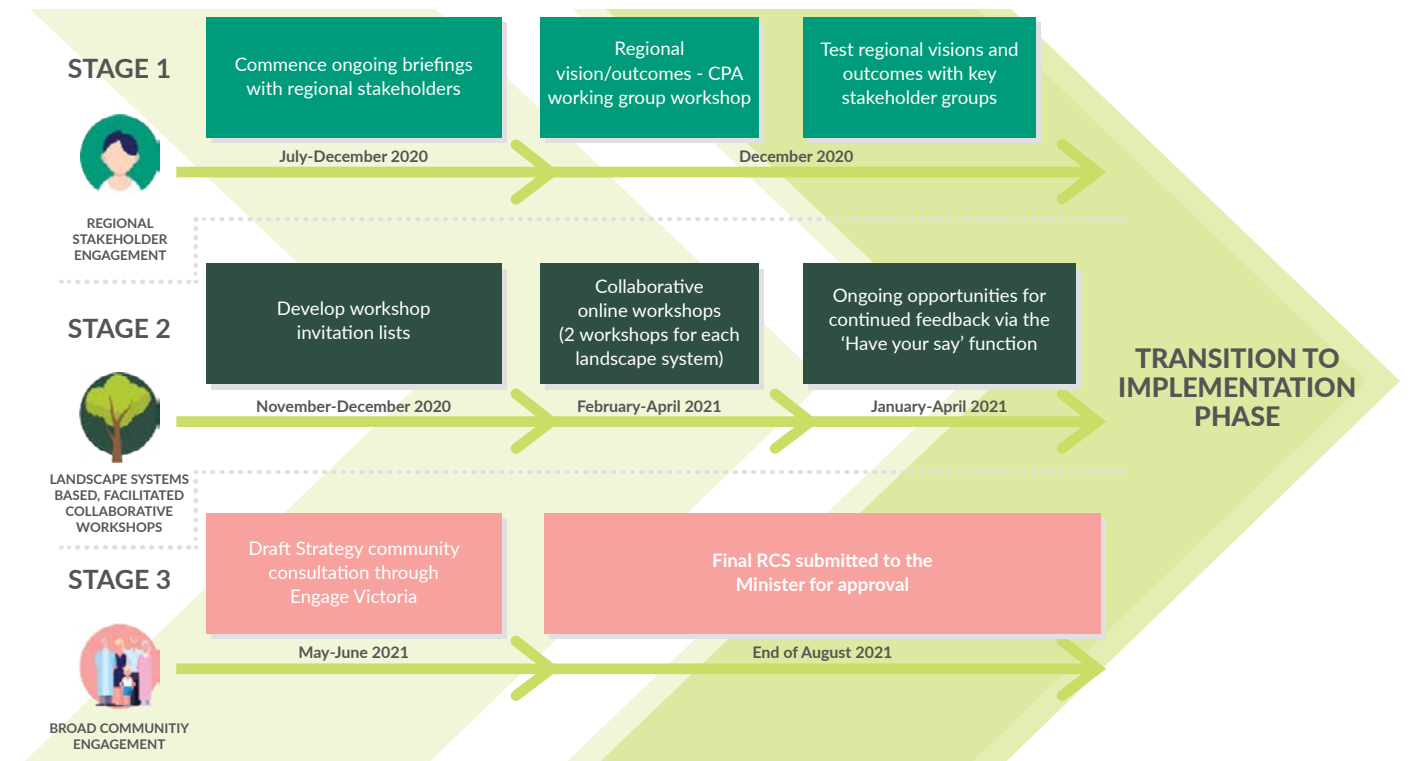 STAGE 1
REGIONAL
STAKEHOLDER
ENGAGEMENT
Commence ongoing briefings
with regional stakeholders
July-December 2020
Regional
vision/outcomes - CPA
working group workshop
Test regional visions and
outcomes with key
stakeholder groups
December 2020
STAGE 2
LANDSCAPE SYSTEMS
BASED, FACILITATED
COLLABORATIVE
WORKSHOPS
Develop workshop
invitation lists
November-December 2020
Collaborative
online workshops
(2 workshops for each
landscape system)
February-April 2021
Ongoing opportunities for
continued feedback via the
‘Have your say’ function
January-April 2021
STAGE 3
BROAD COMMUNITIY
ENGAGEMENT
Draft Strategy community
consultation through
Engage Victoria
May-June 2021
Final RCS submitted to the
Minister for approval
End of August 2021
TRANSITION TO
IMPLEMENTATION
PHASE